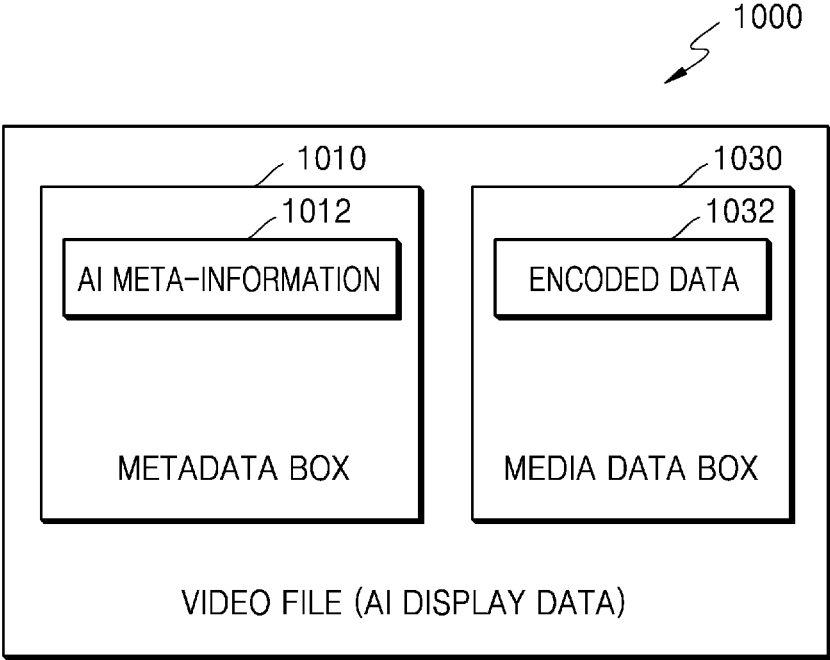 1000
1010
1030
1012
1032
AI META-INFORMATION
ENCODED DATA
METADATA BOX
MEDIA DATA BOX
VIDEO FILE (AI DISPLAY DATA)